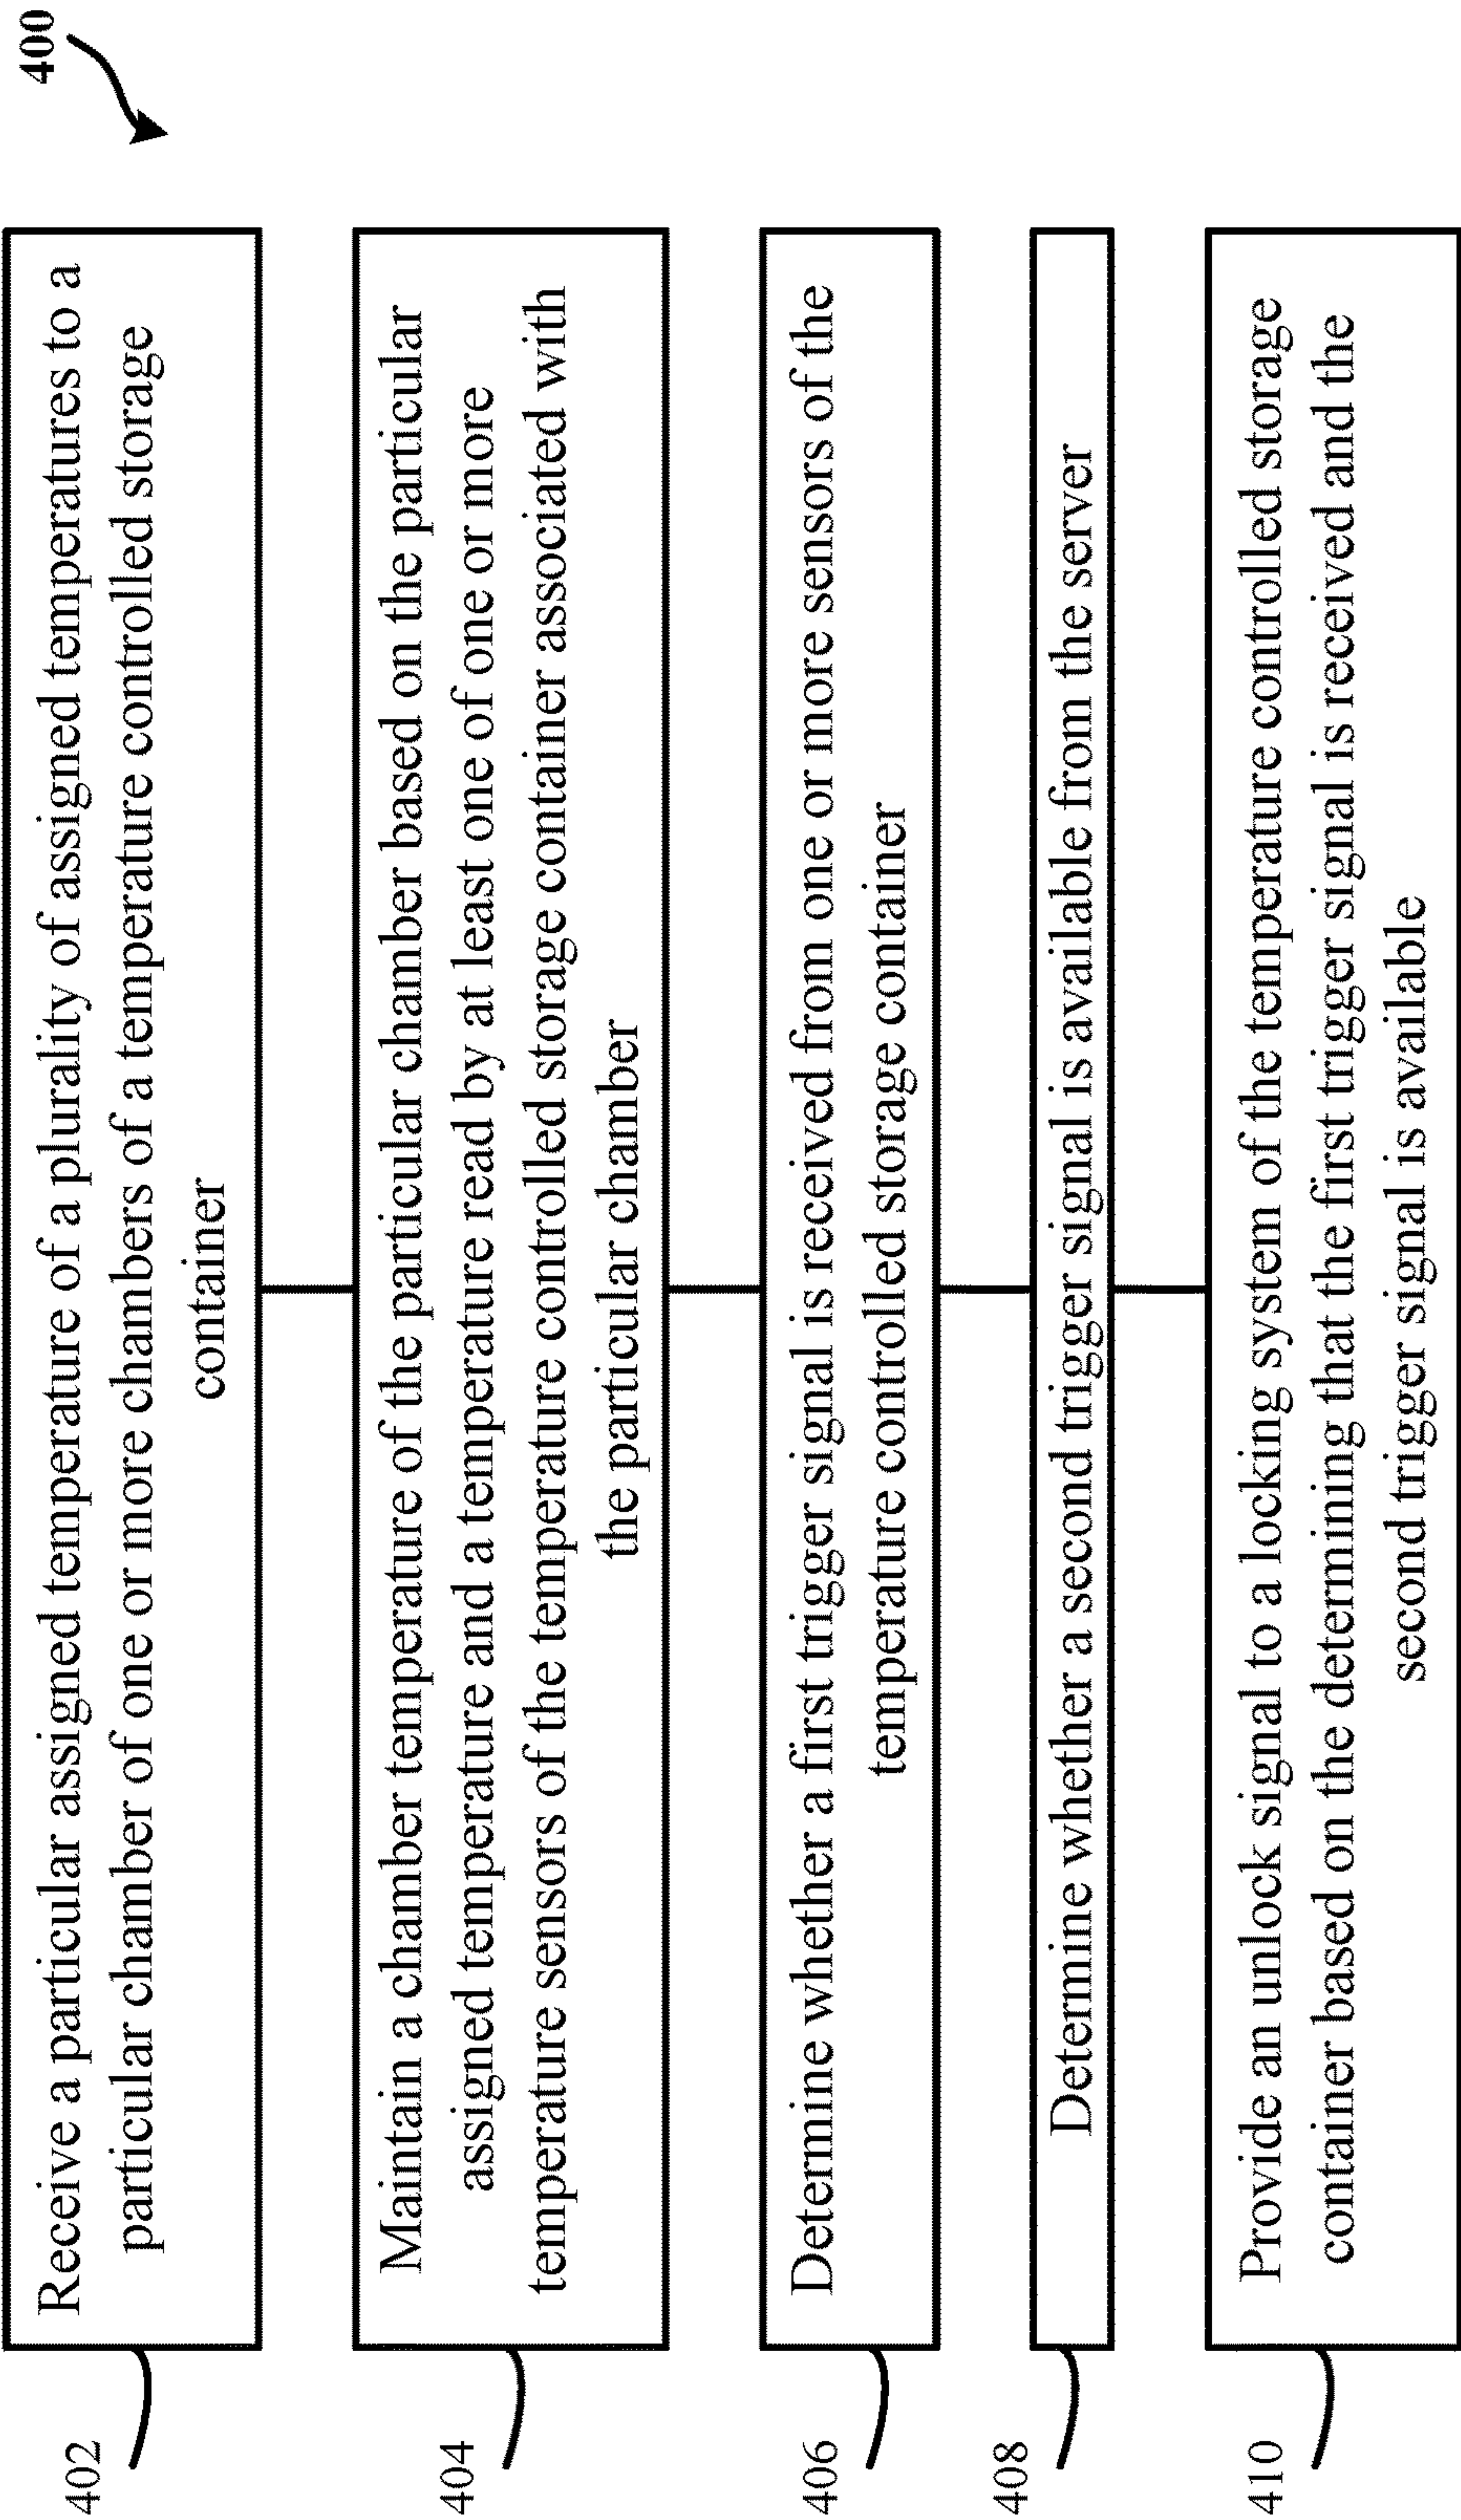 400
402
Receive a particular assigned temperature of a plurality of assigned temperatures to a
particular chamber of one or more chambers of a temperature controlled storage
container
404
Maintain a chamber temperature of the particular chamber based on the particular
assigned temperature and a temperature read by at least one of one or more
temperature sensors of the temperature controlled storage container associated with
the particular chamber
406
Determine whether a first trigger signal is received from one or more sensors of the
temperature controlled storage container
408
Determine whether a second trigger signal is available from the server
410
Provide an unlock signal to a locking system of the temperature controlled storage
container based on the determining that the first trigger signal is received and the
second trigger signal is available